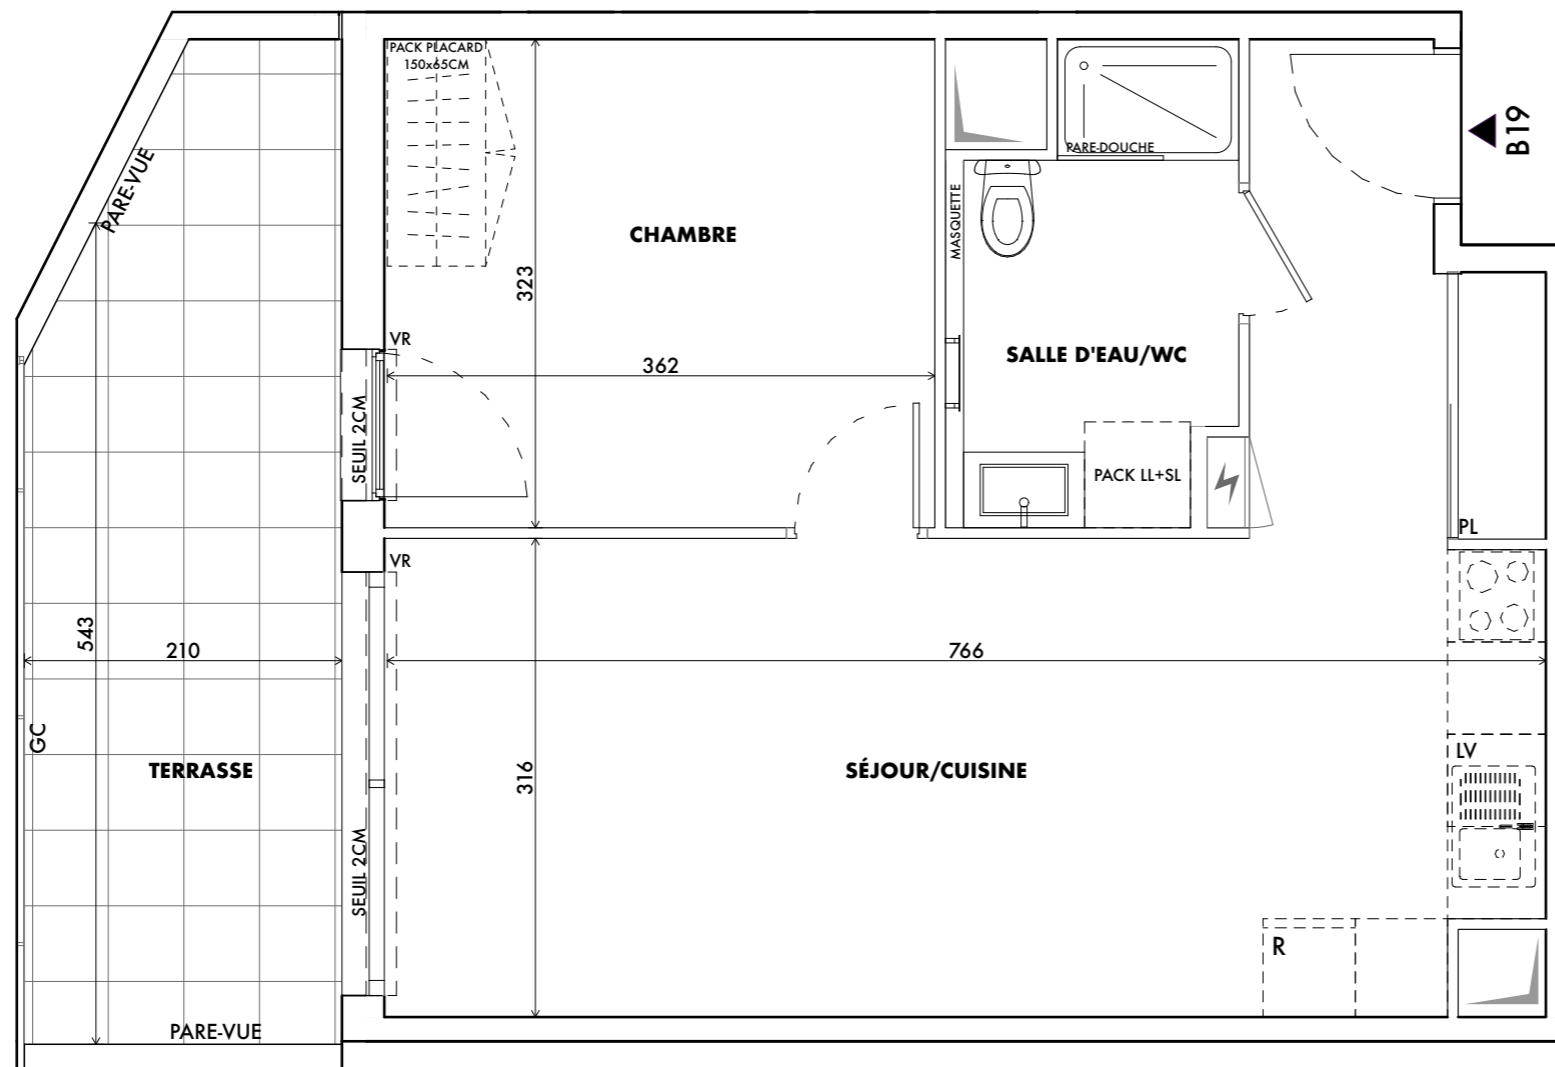 PACK PLACARD
150x65CM
PARE-VUE
CHAMBRE
323
362
VR
SEUIL 2CM
MASQUETTE
PARE-DOUCHE
SALLE D'EAU/WC
PACK LL+SL
B19
PL
VR
543
210
766
GC
TERRASSE
316
SÉJOUR/CUISINE
LV
SEUIL 2CM
R
PARE-VUE